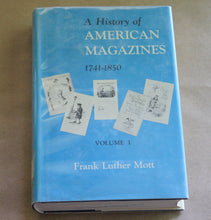 A History of
AMERICAN
MAGAZINES
1741-1850
VOLUME I
Frank Luther Mott